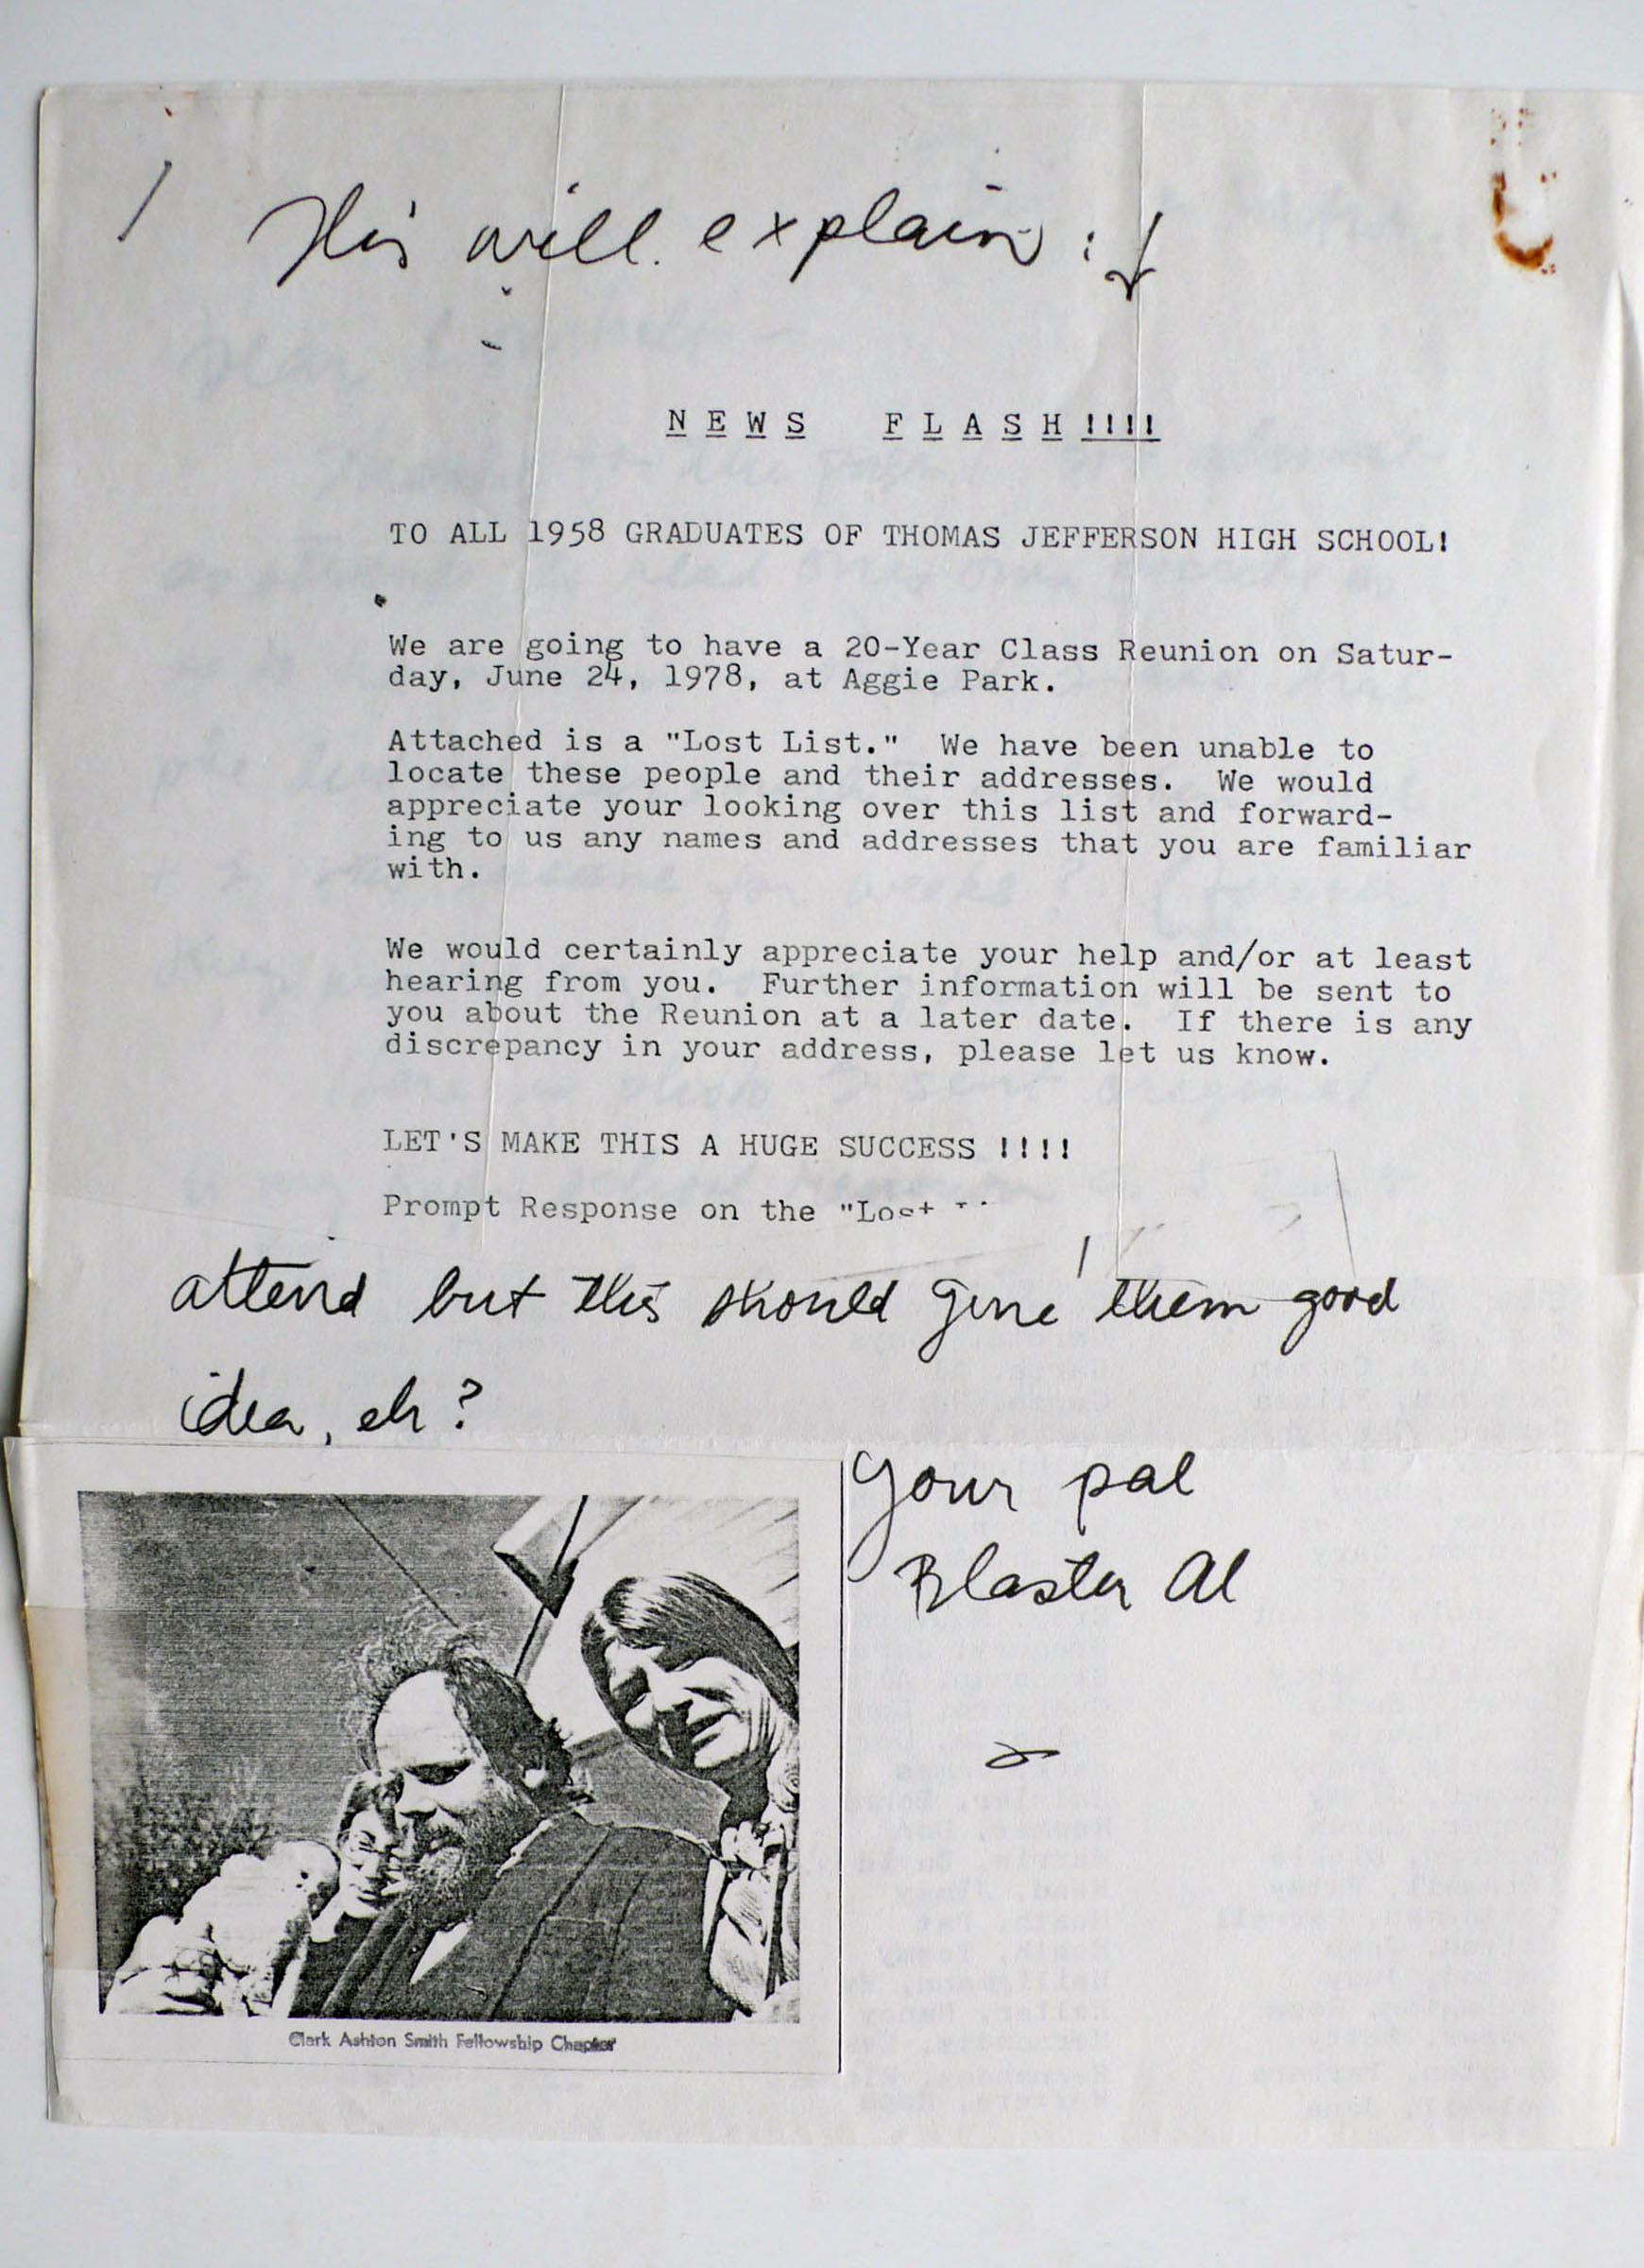 This will explain:
N E W S F L A S H !!!!
TO ALL 1958 GRADUATES OF THOMAS JEFFERSON HIGH SCHOOL!
We are going to have a 20-Year Class Reunion on Satur-
day, June 24, 1978, at Aggie Park.
Attached is a "Lost List." We have been unable to
locate these people and their addresses. We would
appreciate your looking over this list and forward-
ing to us any names and addresses that you are familiar
with.
We would certainly appreciate your help and/or at least
hearing from you. Further information will be sent to
you about the Reunion at a later date. If there is any
discrepancy in your address, please let us know.
LET'S MAKE THIS A HUGE SUCCESS !!!!
Prompt Response on the "Lost
attend but this should give them good
idea, eh?
your pal
Blaster Al
Clark Ashton Smith Fellowship Chapter